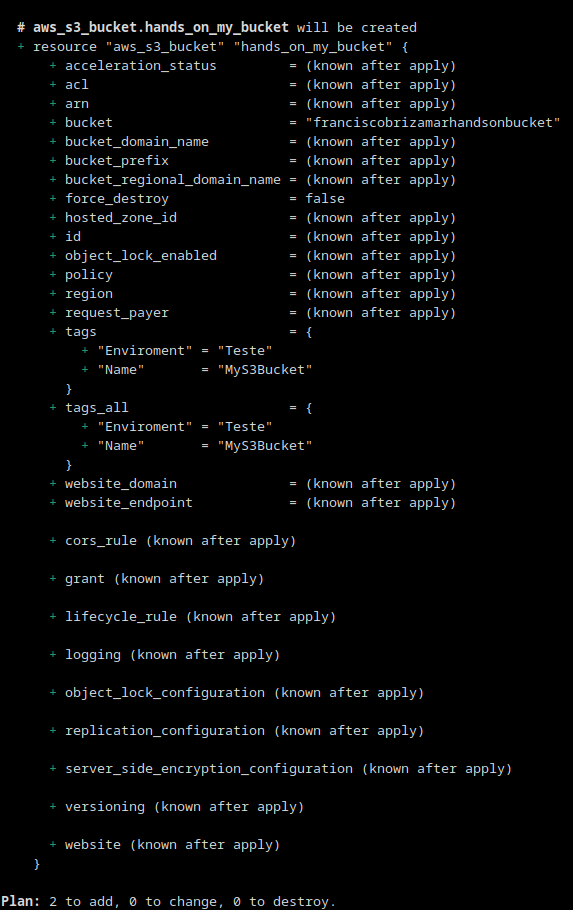 # aws_s3_bucket.hands_on_my_bucket will be created
+ resource "aws_s3_bucket" "hands_on_my_bucket" {
+ acceleration_status         = (known after apply)
+ acl                         = (known after apply)
+ arn                         = (known after apply)
+ bucket                      = "franciscobrizamarhandsonbucket"
+ bucket_domain_name          = (known after apply)
+ bucket_prefix               = (known after apply)
+ bucket_regional_domain_name = (known after apply)
+ force_destroy               = false
+ hosted_zone_id              = (known after apply)
+ id                          = (known after apply)
+ object_lock_enabled         = (known after apply)
+ policy                      = (known after apply)
+ region                      = (known after apply)
+ request_payer               = (known after apply)
+ tags                        = {
+ "Enviroment" = "Teste"
+ "Name"       = "MyS3Bucket"
}
+ tags_all                    = {
+ "Enviroment" = "Teste"
+ "Name"       = "MyS3Bucket"
}
+ website_domain              = (known after apply)
+ website_endpoint            = (known after apply)
+ cors_rule (known after apply)
+ grant (known after apply)
+ lifecycle_rule (known after apply)
+ logging (known after apply)
+ object_lock_configuration (known after apply)
+ replication_configuration (known after apply)
+ server_side_encryption_configuration (known after apply)
+ versioning (known after apply)
+ website (known after apply)
}
Plan: 2 to add, 0 to change, 0 to destroy.